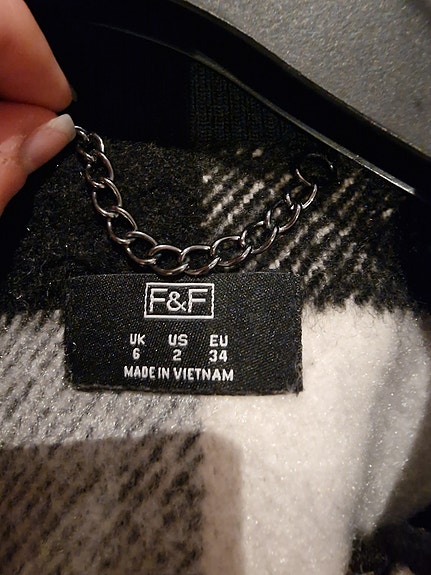 F&F
UK US EU
6 2 34
MADE IN VIETNAM